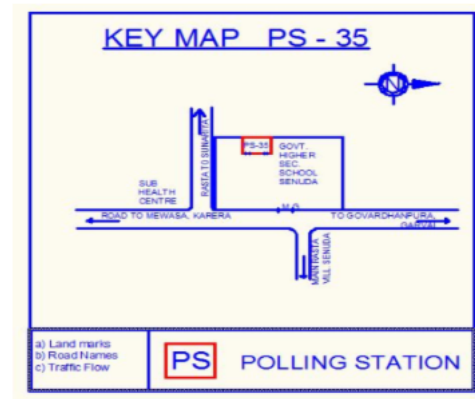 KEY MAP PS - 35
N
PS-35
GOVT.
HIGHER
SEC.
SCHOOL
SENUDA
RASTA TO SUNARIYA
SUB
HEALTH
CENTRE
M.G
ROAD TO MEWASA, KARERA
TO GOVARDHANPURA,
MAIN RASTA
VILL SENUDA
a) Land marks
b) Road Names
c) Traffic Flow
PS
POLLING STATION